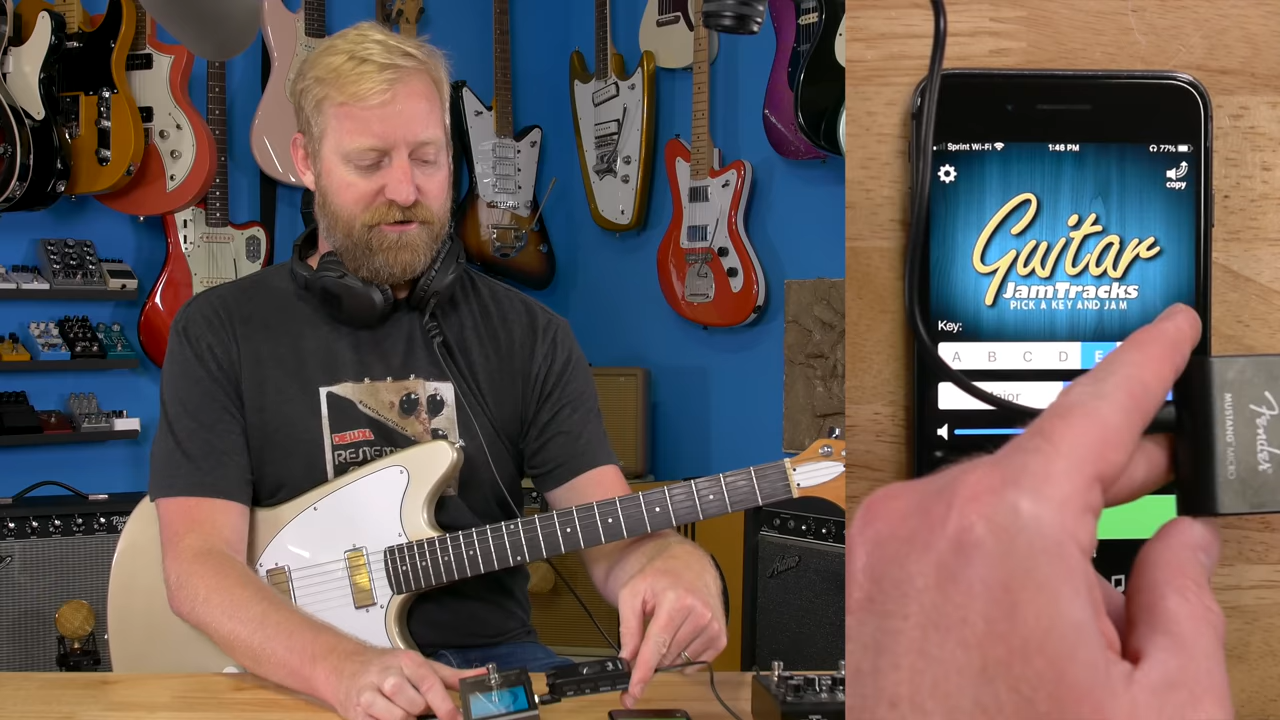 DELUXE
Sprint Wi-Fi
1:46 PM
77%
copy
Guitar
JamTracks
PICK A KEY AND JAM
Key:
A B C D E
Fender
MUSTANG MICRO
Alamo